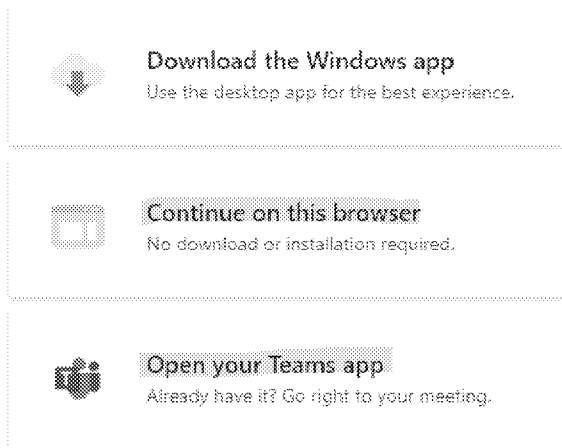 Download the Windows app
Use the desktop app for the best experience.
Continue on this browser
No download or installation required.
Open your Teams app
Already have it? Go right to your meeting.